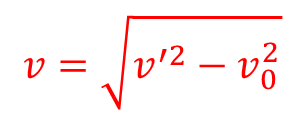 v = √(v′² − v₀²)